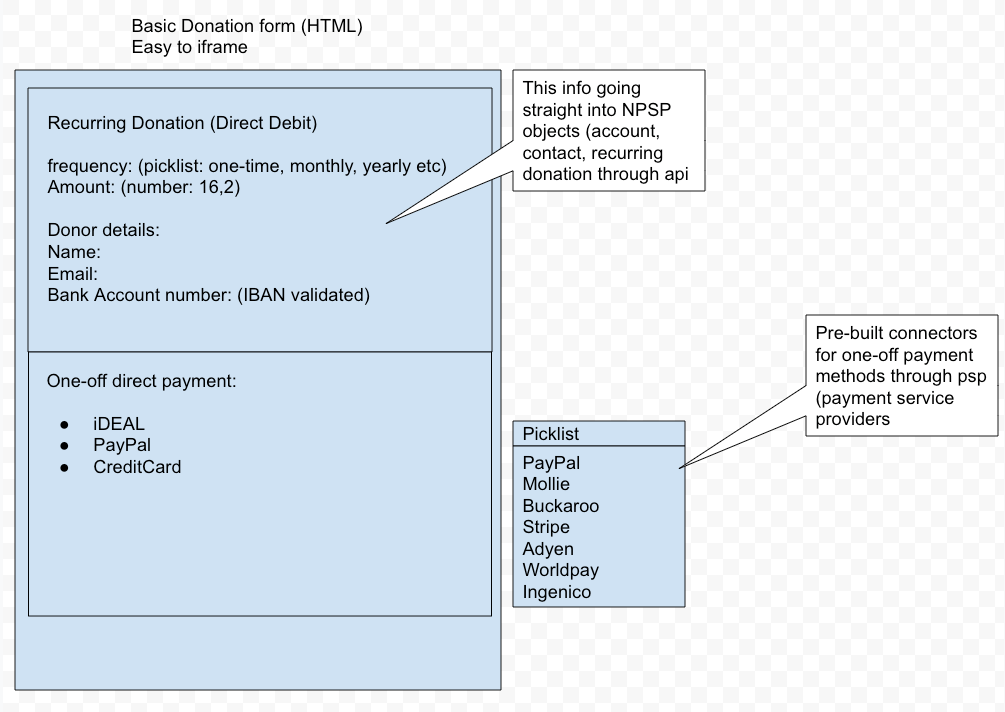 Basic Donation form (HTML)
Easy to iframe
Recurring Donation (Direct Debit)
frequency: (picklist: one-time, monthly, yearly etc)
Amount: (number: 16,2)
Donor details:
Name:
Email:
Bank Account number: (IBAN validated)
This info going
straight into NPSP
objects (account,
contact, recurring
donation through api
One-off direct payment:
● iDEAL
● PayPal
● CreditCard
Picklist
PayPal
Mollie
Buckaroo
Stripe
Adyen
Worldpay
Ingenico
Pre-built connectors
for one-off payment
methods through psp
(payment service
providers